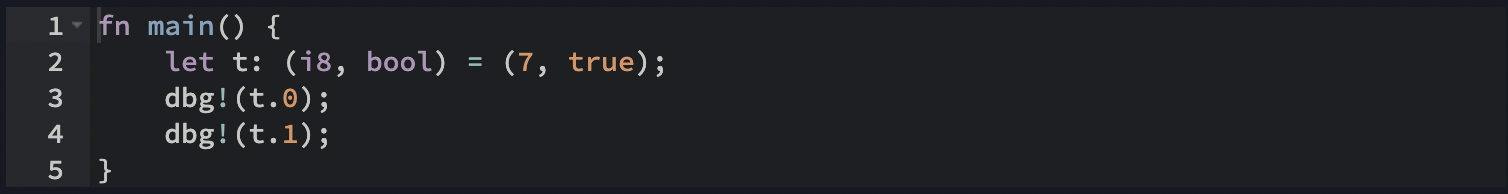 1 fn main() {
2     let t: (i8, bool) = (7, true);
3     dbg!(t.0);
4     dbg!(t.1);
5 }